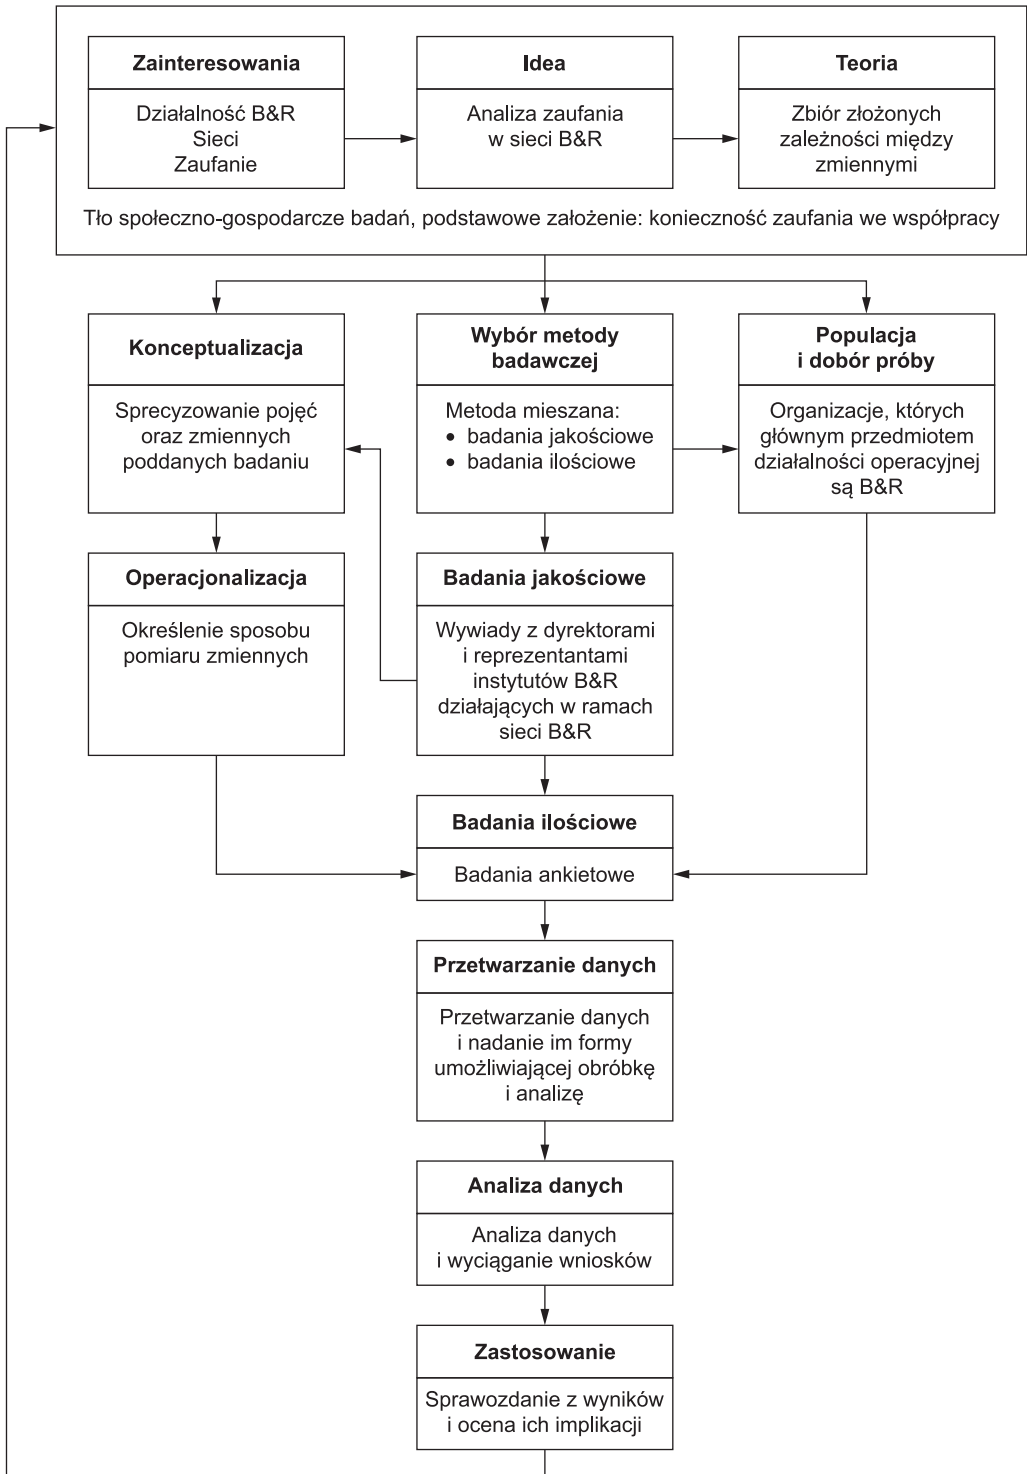 Zainteresowania
Działalność B&R
Sieci
Zaufanie
Idea
Analiza zaufania
w sieci B&R
Teoria
Zbiór złożonych
zależności między
zmiennymi
Tło społeczno-gospodarcze badań, podstawowe założenie: konieczność zaufania we współpracy
Konceptualizacja
Sprecyzowanie pojęć
oraz zmiennych
poddanych badaniu
Wybór metody
badawczej
Metoda mieszana:
• badania jakościowe
• badania ilościowe
Populacja
i dobór próby
Organizacje, których
głównym przedmiotem
działalności operacyjnej
są B&R
Operacjonalizacja
Określenie sposobu
pomiaru zmiennych
Badania jakościowe
Wywiady z dyrektorami
i reprezentantami
instytutów B&R
działających w ramach
sieci B&R
Badania ilościowe
Badania ankietowe
Przetwarzanie danych
Przetwarzanie danych
i nadanie im formy
umożliwiającej obróbkę
i analizę
Analiza danych
Analiza danych
i wyciąganie wniosków
Zastosowanie
Sprawozdanie z wyników
i ocena ich implikacji